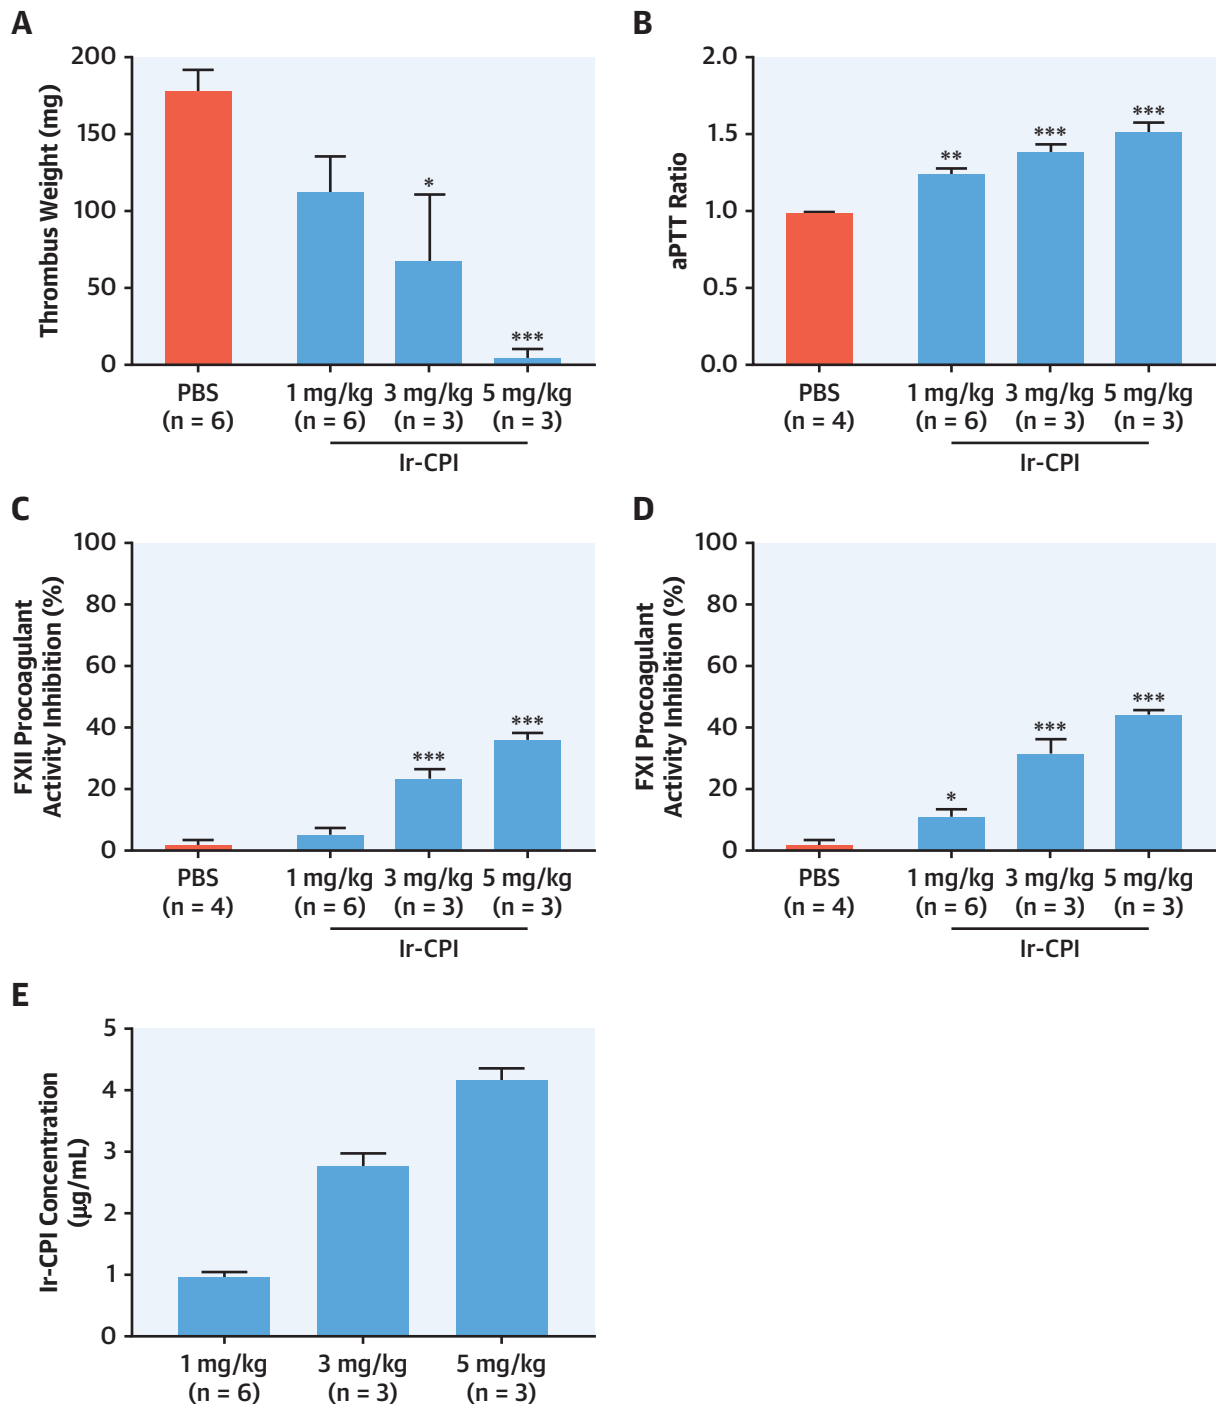 A
Thrombus Weight (mg)
200
150
100
50
0
*
***
PBS
(n = 6)
1 mg/kg
(n = 6)
3 mg/kg
(n = 3)
5 mg/kg
(n = 3)
Ir-CPI
B
aPTT Ratio
2.0
1.5
1.0
0.5
0.0
**
***
***
PBS
(n = 4)
1 mg/kg
(n = 6)
3 mg/kg
(n = 3)
5 mg/kg
(n = 3)
Ir-CPI
C
FXII Procoagulant
Activity Inhibition (%)
100
80
60
40
20
0
***
***
PBS
(n = 4)
1 mg/kg
(n = 6)
3 mg/kg
(n = 3)
5 mg/kg
(n = 3)
Ir-CPI
D
FXI Procoagulant
Activity Inhibition (%)
100
80
60
40
20
0
*
***
***
PBS
(n = 4)
1 mg/kg
(n = 6)
3 mg/kg
(n = 3)
5 mg/kg
(n = 3)
Ir-CPI
E
Ir-CPI Concentration
(µg/mL)
5
4
3
2
1
0
1 mg/kg
(n = 6)
3 mg/kg
(n = 3)
5 mg/kg
(n = 3)